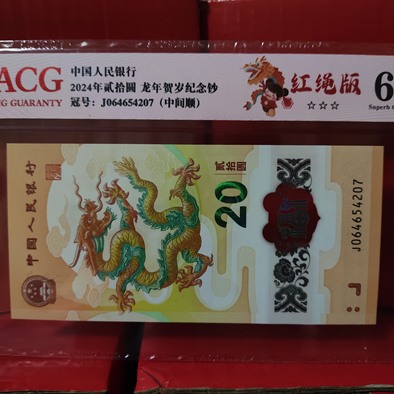 ACG
NG GUARANTY
中国人民银行
2024年贰拾圆 龙年贺岁纪念钞
冠号：J064654207（中间顺）
红绳版
☆☆☆
6
Superb
中国人民银行
贰拾圆
20
J064654207